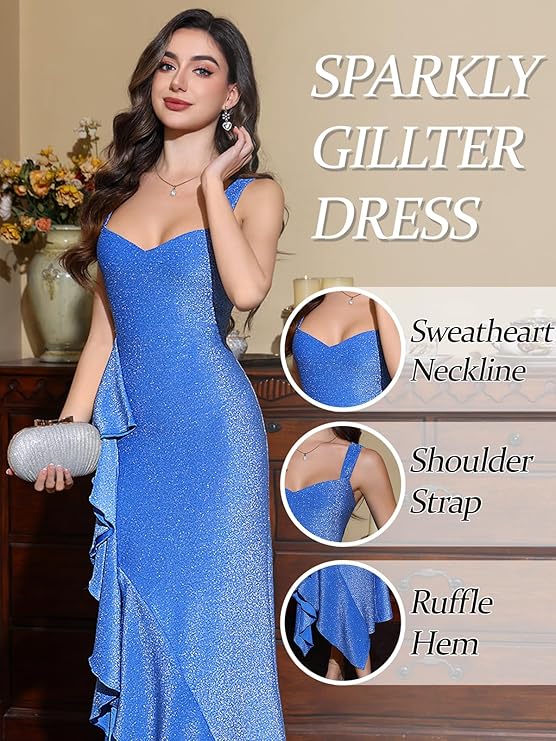 SPARKLY
GILLTER
DRESS
Sweatheart
Neckline
Shoulder
Strap
Ruffle
Hem